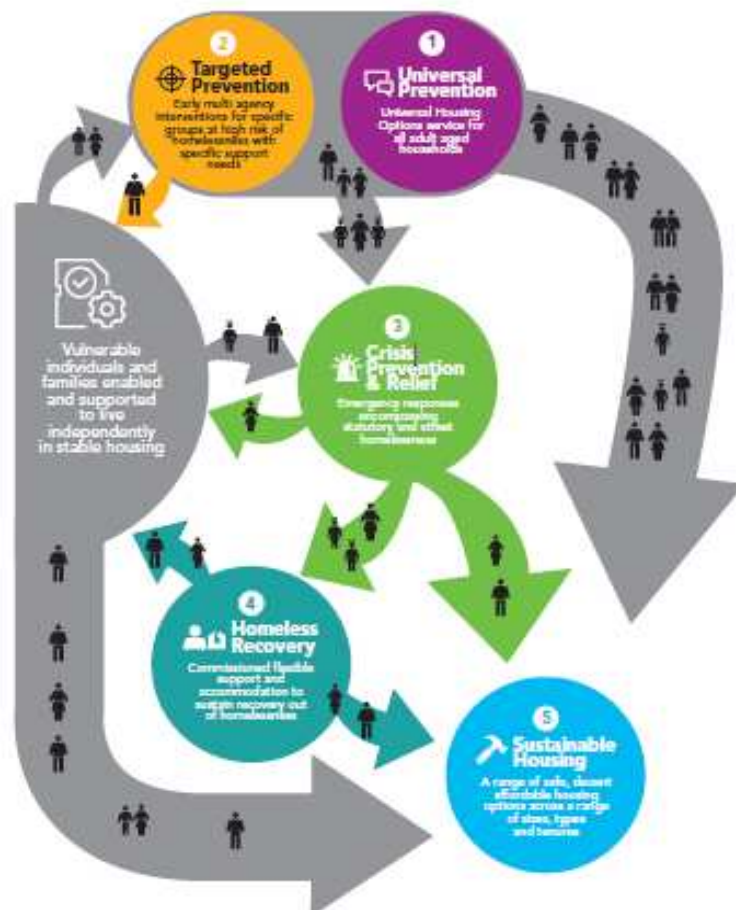 2
Targeted
Prevention
Early multi agency
interventions for specific
groups at high risk of
homelessness with
specific support
needs
1
Universal
Prevention
Universal Housing
Options service for
all adult aged
households
Vulnerable
individuals and
families enabled
and supported
to live
independently
in stable housing
3
Crisis
Prevention
& Relief
Emergency responses
encompassing
statutory and street
homelessness
4
Homeless
Recovery
Commissioned flexible
support and
accommodation to
sustain recovery out
of homelessness
5
Sustainable
Housing
A range of safe, decent
affordable housing
options across a range
of sizes, types
and tenures